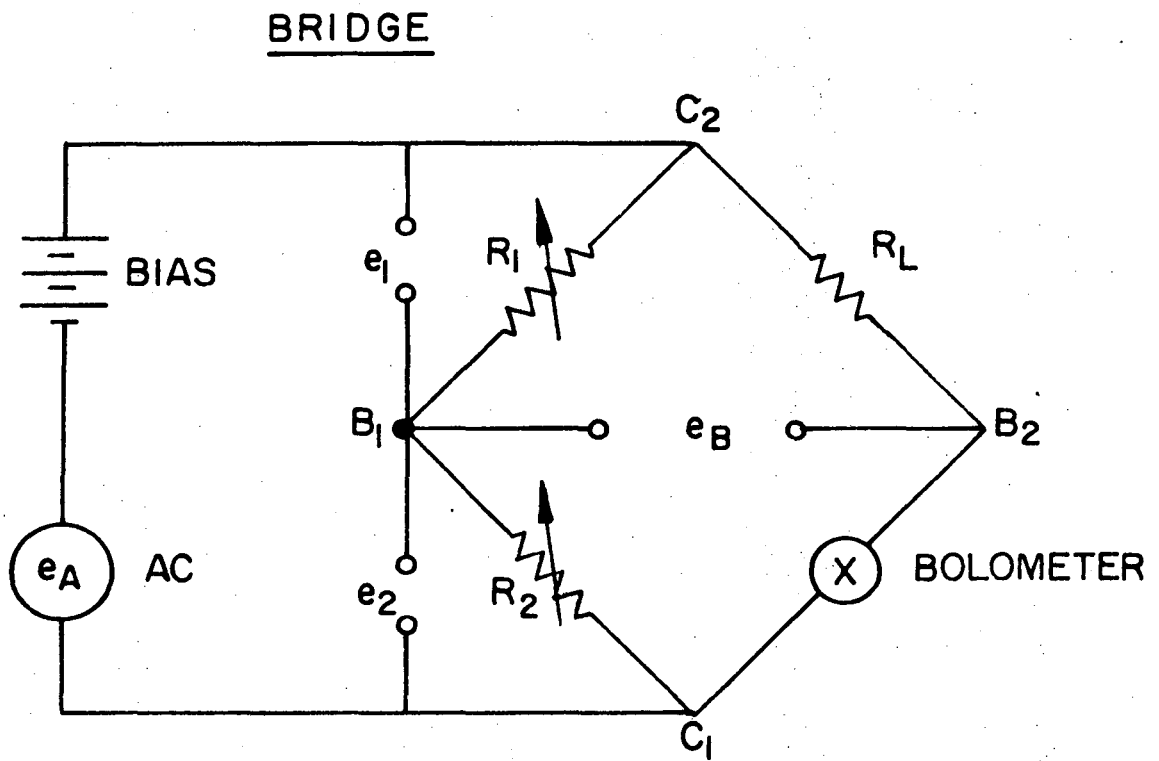 BRIDGE
C2
R1
RL
e1
BIAS
B1
eB
B2
eA
AC
e2
R2
X
BOLOMETER
C1